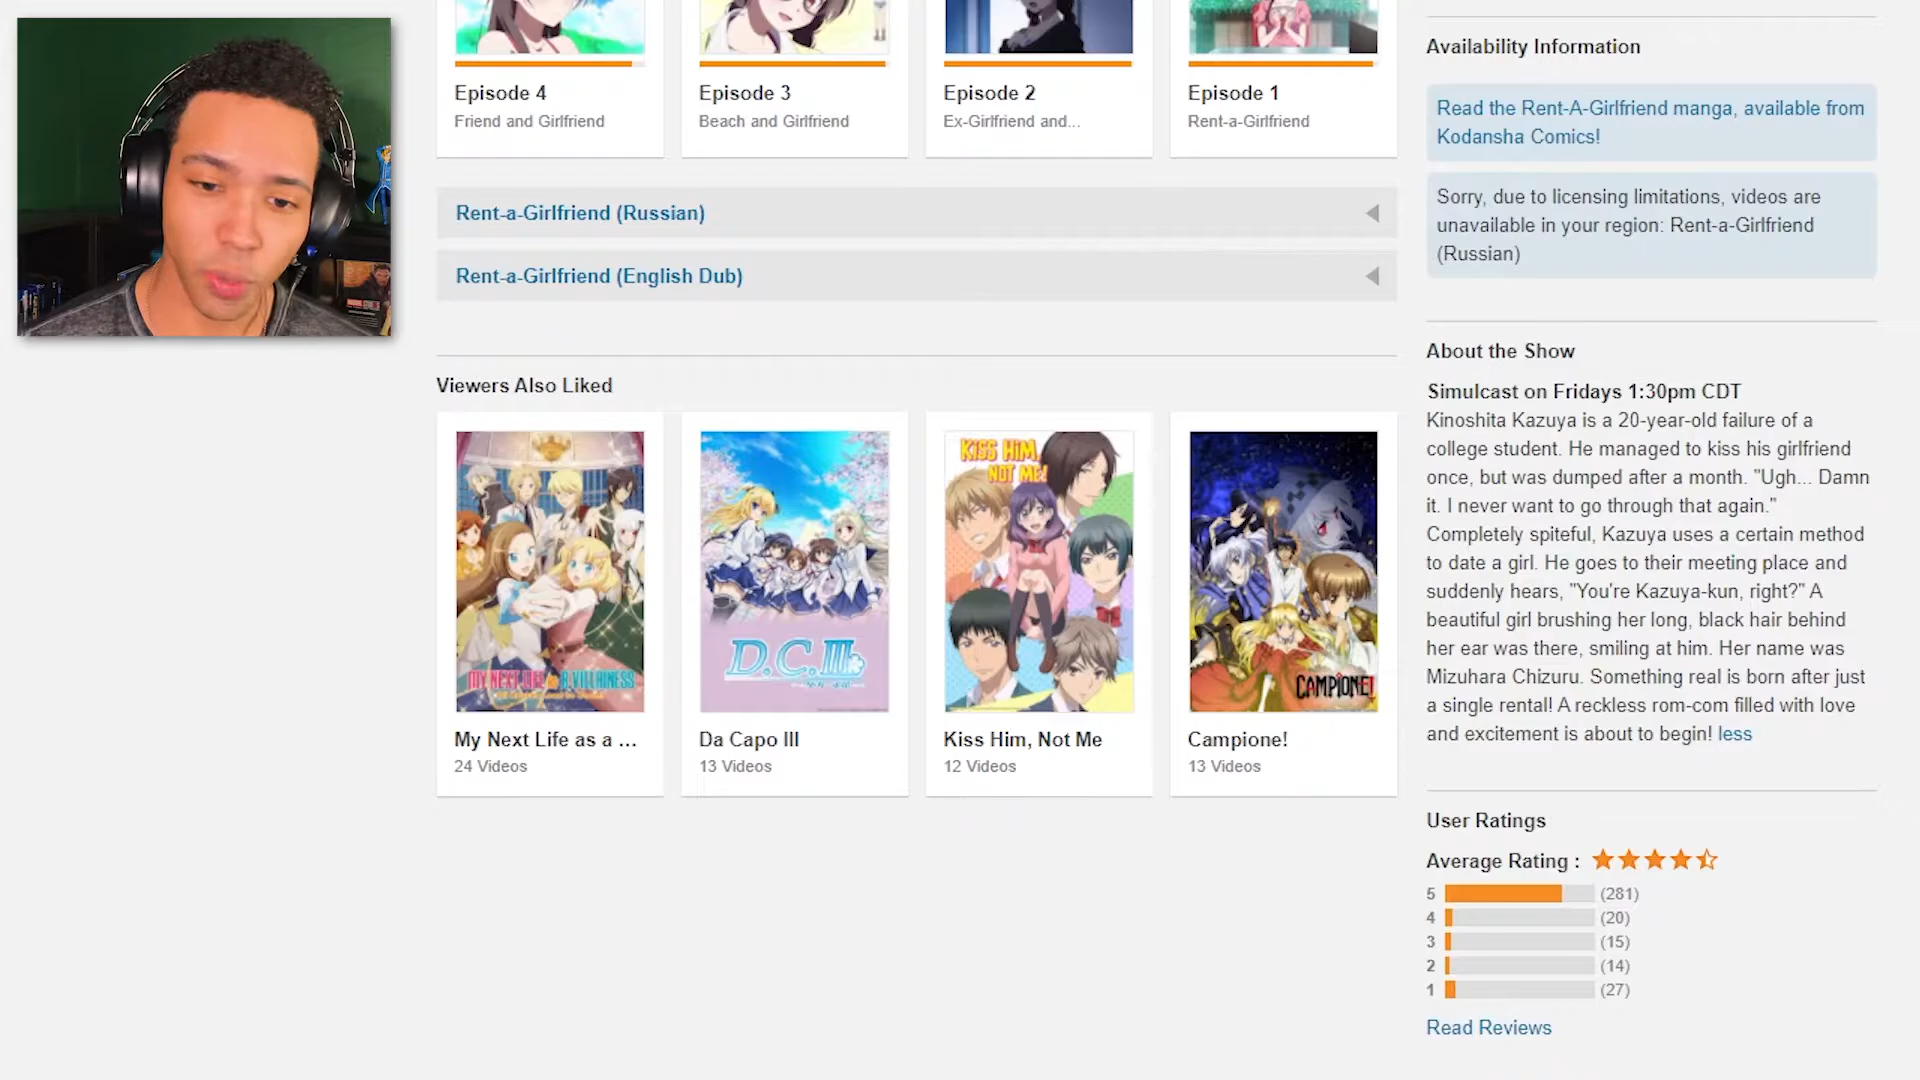 Episode 4
Friend and Girlfriend
Episode 3
Beach and Girlfriend
Episode 2
Ex-Girlfriend and...
Episode 1
Rent-a-Girlfriend
Rent-a-Girlfriend (Russian)
Rent-a-Girlfriend (English Dub)
Viewers Also Liked
MY NEXT LIFE as A VILLAINESS
D.C.III
KISS HIM,
NOT ME!
CAMPIONE!
My Next Life as a ...
24 Videos
Da Capo III
13 Videos
Kiss Him, Not Me
12 Videos
Campione!
13 Videos
Availability Information
Read the Rent-A-Girlfriend manga, available from
Kodansha Comics!
Sorry, due to licensing limitations, videos are
unavailable in your region: Rent-a-Girlfriend
(Russian)
About the Show
Simulcast on Fridays 1:30pm CDT
Kinoshita Kazuya is a 20-year-old failure of a
college student. He managed to kiss his girlfriend
once, but was dumped after a month. "Ugh... Damn
it. I never want to go through that again."
Completely spiteful, Kazuya uses a certain method
to date a girl. He goes to their meeting place and
suddenly hears, "You're Kazuya-kun, right?" A
beautiful girl brushing her long, black hair behind
her ear was there, smiling at him. Her name was
Mizuhara Chizuru. Something real is born after just
a single rental! A reckless rom-com filled with love
and excitement is about to begin! less
User Ratings
Average Rating :
5 (281)
4 (20)
3 (15)
2 (14)
1 (27)
Read Reviews